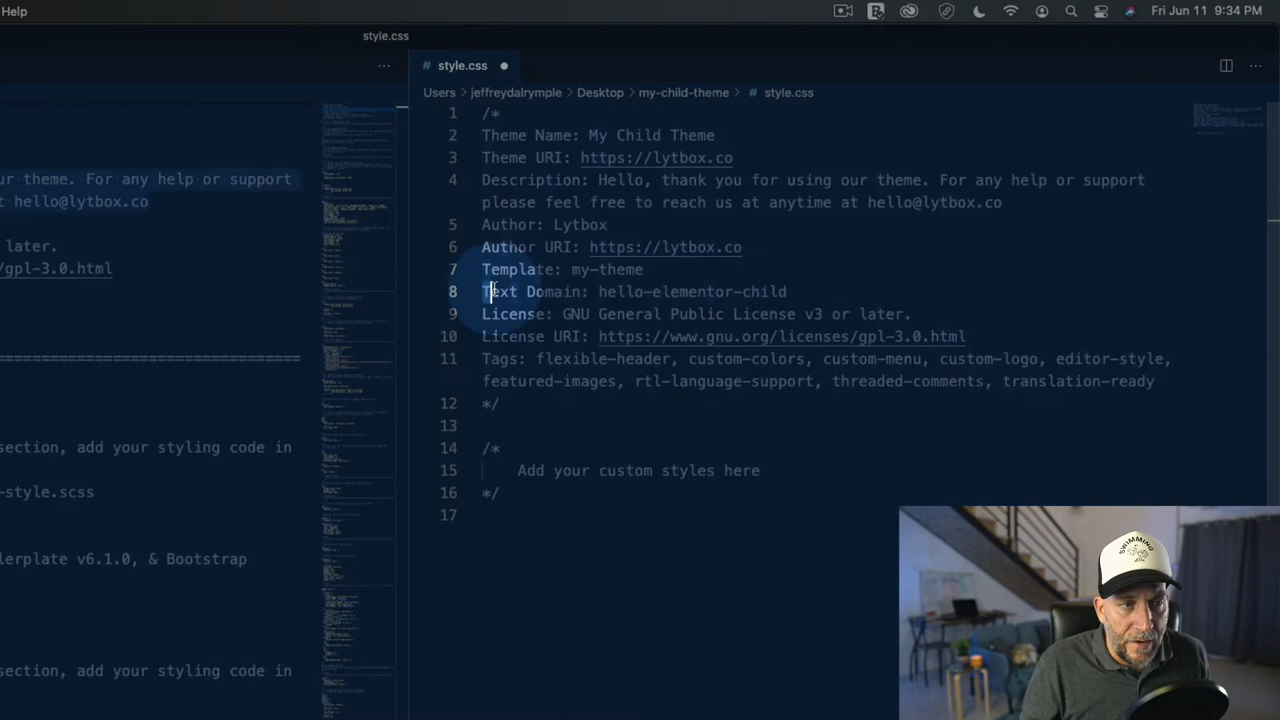 Help
Fri Jun 11 9:34 PM
style.css
# style.css
Users > jeffreydalrymple > Desktop > my-child-theme > # style.css
ur theme. For any help or support
t hello@lytbox.co
later.
/gpl-3.0.html
section, add your styling code in
-style.scss
lerplate v6.1.0, & Bootstrap
section, add your styling code in
1 /*
2 Theme Name: My Child Theme
3 Theme URI: https://lytbox.co
4 Description: Hello, thank you for using our theme. For any help or support
please feel free to reach us at anytime at hello@lytbox.co
5 Author: Lytbox
6 Author URI: https://lytbox.co
7 Template: my-theme
8 Text Domain: hello-elementor-child
9 License: GNU General Public License v3 or later.
10 License URI: https://www.gnu.org/licenses/gpl-3.0.html
11 Tags: flexible-header, custom-colors, custom-menu, custom-logo, editor-style,
featured-images, rtl-language-support, threaded-comments, translation-ready
12 */
13
14 /*
15 Add your custom styles here
16 */
17
SWIMMING